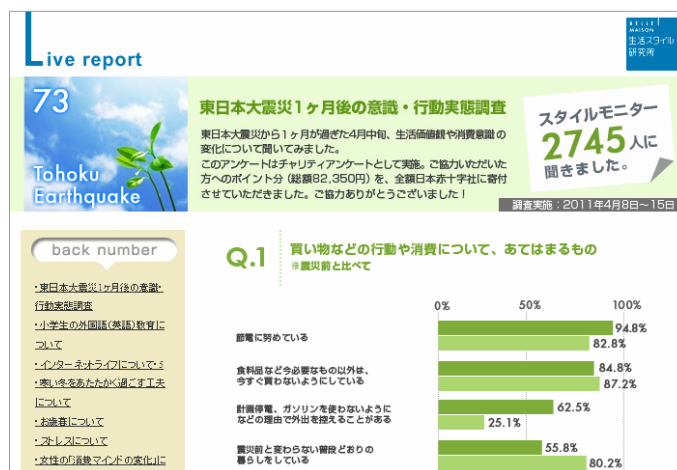 Live report
BELLE MAISON
生活スタイル
研究所
73
Tohoku
Earthquake
東日本大震災1ヶ月後の意識・行動実態調査
東日本大震災から1ヶ月が過ぎた4月中旬、生活価値観や消費意識の
変化について聞いてみました。
このアンケートはチャリティアンケートとして実施。ご協力いただいた
方へのポイント分(総額82,350円)を、全額日本赤十字社に寄付
させていただきました。ご協力ありがとうございました!
スタイルモニター
2745人に
聞きました。
調査実施:2011年4月8日~15日
back number
・東日本大震災1ヶ月後の意識・
行動実態調査
・小学生の外国語(英語)教育に
ついて
・インターネットライフについて・5
・寒い冬をあたたかく過ごす工夫
について
・お歳暮について
・ストレスについて
・女性の「消費マインドの変化」に
Q.1
買い物などの行動や消費について、あてはまるもの
※震災前と比べて
0% 50% 100%
節電に努めている
94.8%
82.8%
食料品など今必要なもの以外は、
今すぐ買わないようにしている
84.8%
87.2%
計画停電、ガソリンを使わないように
などの理由で外出を控えることがある
62.5%
25.1%
震災前と変わらない普段どおりの
暮らしをしている
55.8%
80.2%